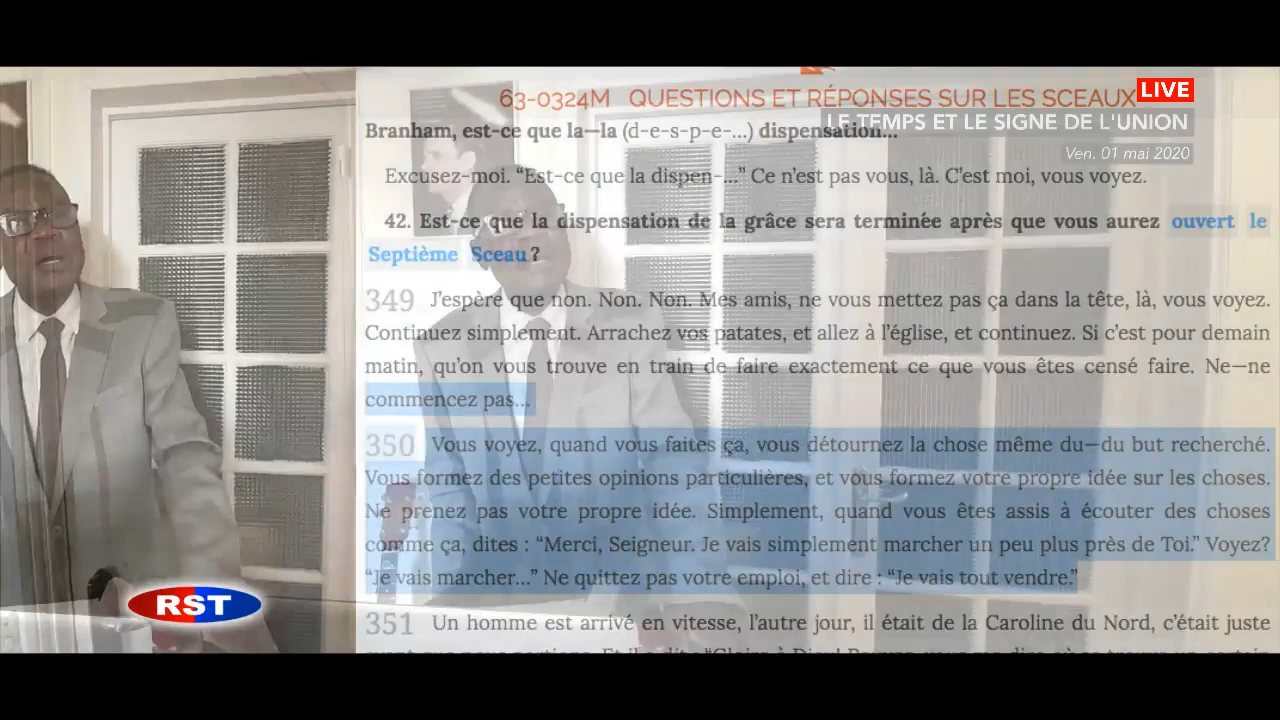 63-0324M QUESTIONS ET RÉPONSES SUR LES SCEAUX
LIVE
LE TEMPS ET LE SIGNE DE L'UNION
Ven. 01 mai 2020
Branham, est-ce que la—la (d-e-s-p-e-...) dispensation...
Excusez-moi. “Est-ce que la dispen-...” Ce n’est pas vous, là. C’est moi, vous voyez.
42. Est-ce que la dispensation de la grâce sera terminée après que vous aurez ouvert le
Septième Sceau ?
349 J’espère que non. Non. Non. Mes amis, ne vous mettez pas ça dans la tête, là, vous voyez.
Continuez simplement. Arrachez vos patates, et allez à l’église, et continuez. Si c’est pour demain
matin, qu’on vous trouve en train de faire exactement ce que vous êtes censé faire. Ne—ne
commencez pas...
350 Vous voyez, quand vous faites ça, vous détournez la chose même du—du but recherché.
Vous formez des petites opinions particulières, et vous formez votre propre idée sur les choses.
Ne prenez pas votre propre idée. Simplement, quand vous êtes assis à écouter des choses
comme ça, dites : “Merci, Seigneur. Je vais simplement marcher un peu plus près de Toi.” Voyez?
“Je vais marcher...” Ne quittez pas votre emploi, et dire : “Je vais tout vendre.”
RST
351 Un homme est arrivé en vitesse, l’autre jour, il était de la Caroline du Nord, c’était juste